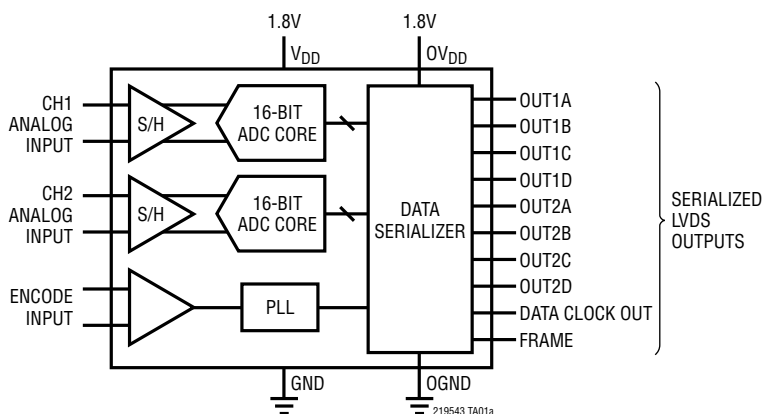 1.8V
1.8V
VDD
OVDD
CH1
ANALOG
INPUT
S/H
16-BIT
ADC CORE
CH2
ANALOG
INPUT
S/H
16-BIT
ADC CORE
ENCODE
INPUT
PLL
DATA
SERIALIZER
OUT1A
OUT1B
OUT1C
OUT1D
OUT2A
OUT2B
OUT2C
OUT2D
DATA CLOCK OUT
FRAME
SERIALIZED
LVDS
OUTPUTS
GND
OGND
219543 TA01a